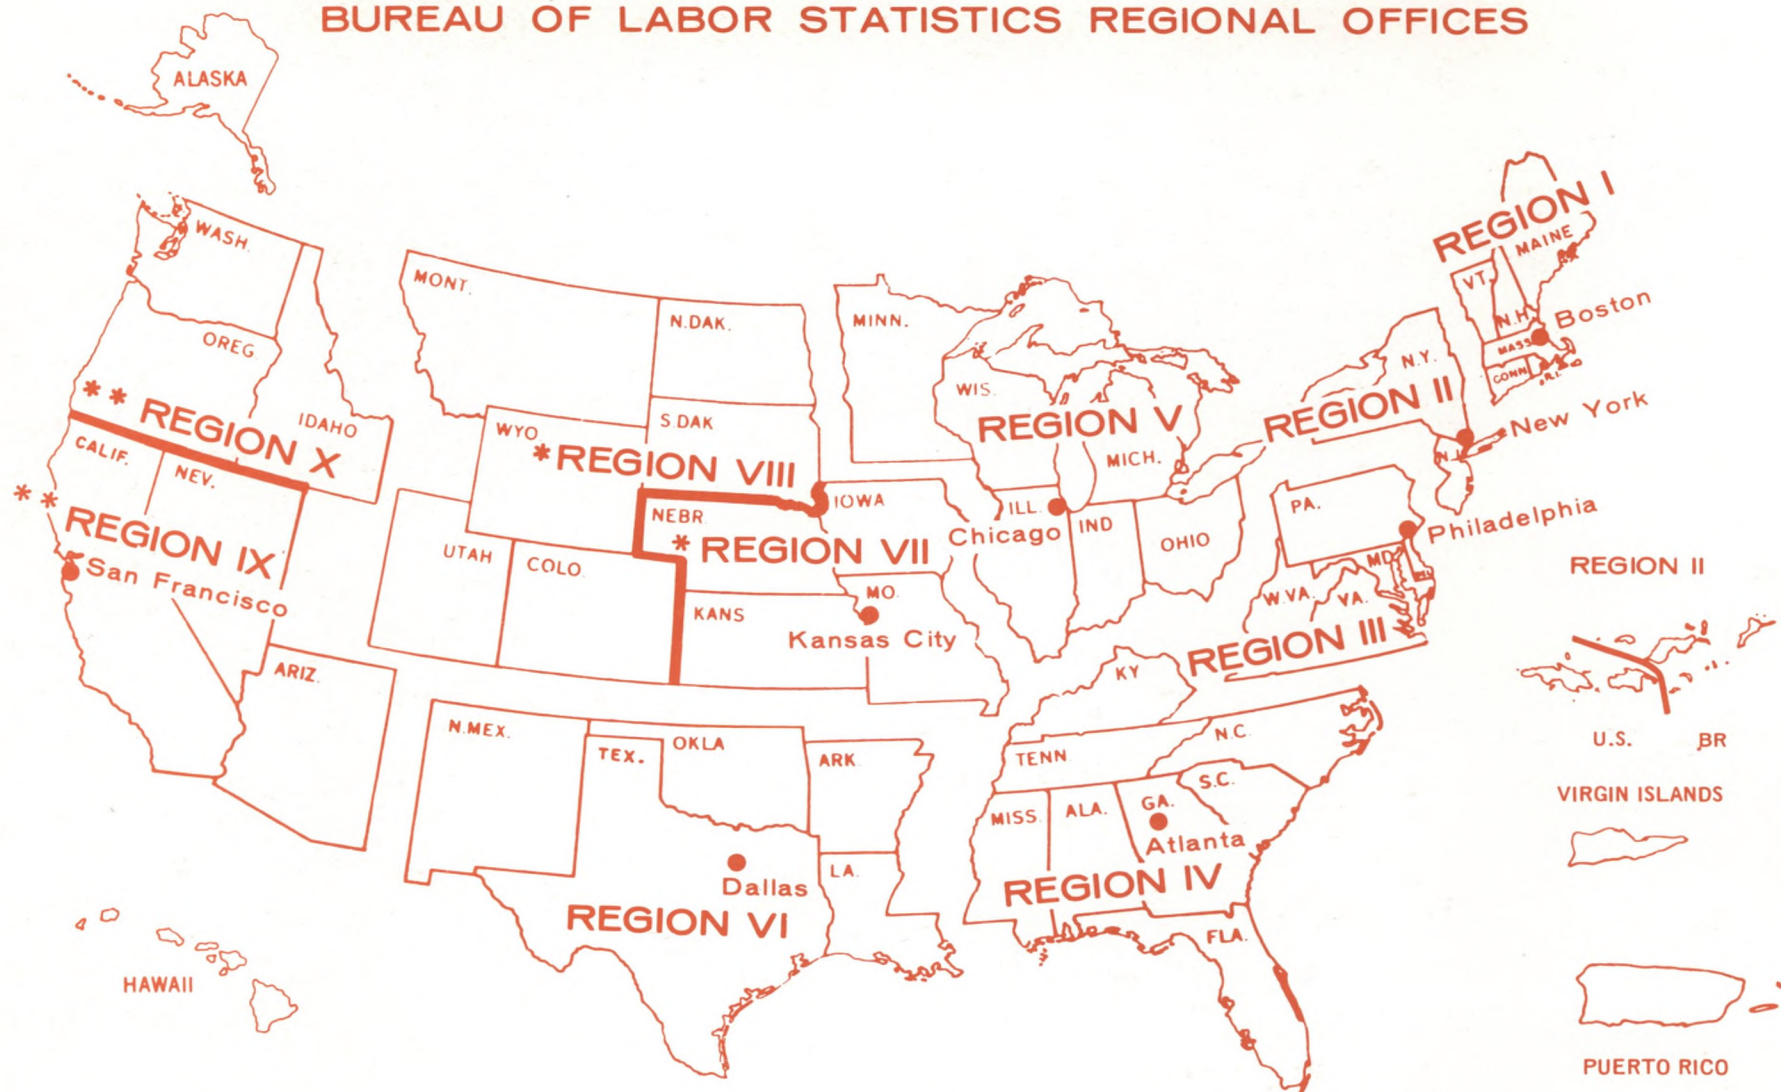 BUREAU OF LABOR STATISTICS REGIONAL OFFICES
ALASKA
REGION I
MAINE
VT.
N.H.
Boston
MASS
CONN
R.I.
WASH.
OREG.
IDAHO
** REGION X
MONT.
N.DAK.
S.DAK
WYO.
* REGION VIII
MINN.
WIS.
REGION V
MICH.
N.Y.
REGION II
New York
N.J.
CALIF.
NEV.
** REGION IX
San Francisco
UTAH
COLO.
NEBR.
IOWA
* REGION VII
KANS
MO.
Kansas City
ILL.
Chicago
IND
OHIO
PA.
Philadelphia
MD.
W.VA.
VA.
REGION III
REGION II
U.S. BR
VIRGIN ISLANDS
PUERTO RICO
ARIZ.
N.MEX.
TEX.
OKLA
ARK.
LA.
Dallas
REGION VI
KY
TENN
N.C.
S.C.
MISS.
ALA.
GA.
Atlanta
REGION IV
FLA.
HAWAII